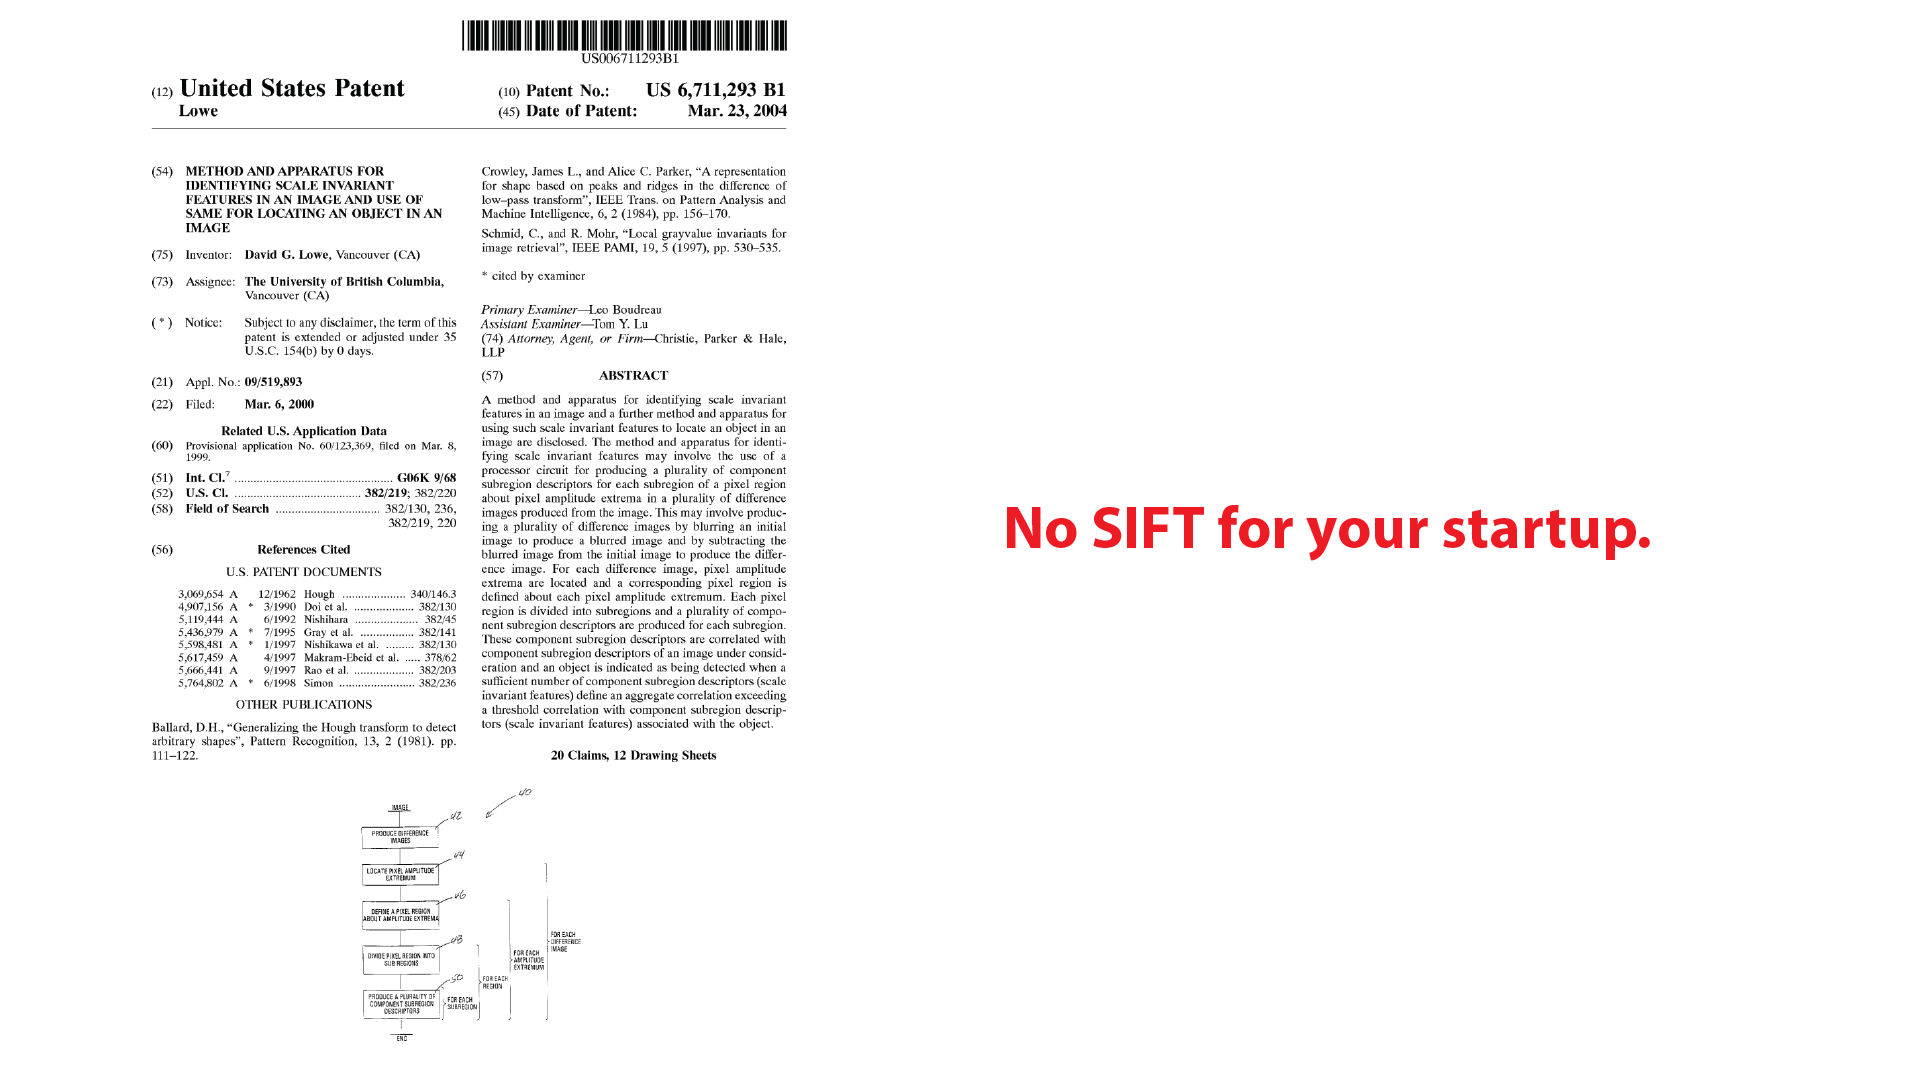 US006711293B1
(12) United States Patent
Lowe
(10) Patent No.: US 6,711,293 B1
(45) Date of Patent: Mar. 23, 2004
(54) METHOD AND APPARATUS FOR
IDENTIFYING SCALE INVARIANT
FEATURES IN AN IMAGE AND USE OF
SAME FOR LOCATING AN OBJECT IN AN
IMAGE
(75) Inventor: David G. Lowe, Vancouver (CA)
(73) Assignee: The University of British Columbia,
Vancouver (CA)
( * ) Notice: Subject to any disclaimer, the term of this
patent is extended or adjusted under 35
U.S.C. 154(b) by 0 days.
(21) Appl. No.: 09/519,893
(22) Filed: Mar. 6, 2000
Related U.S. Application Data
(60) Provisional application No. 60/123,369, filed on Mar. 8,
1999.
(51) Int. Cl.7 ............................................... G06K 9/68
(52) U.S. Cl. ...................................... 382/219; 382/220
(58) Field of Search ............................... 382/130, 236,
382/219, 220
(56) References Cited
U.S. PATENT DOCUMENTS
3,069,654 A 12/1962 Hough ................... 340/146.3
4,907,156 A * 3/1990 Doi et al. .................. 382/130
5,119,444 A 6/1992 Nishihara .................. 382/45
5,436,979 A * 7/1995 Gray et al. ................ 382/141
5,598,481 A * 1/1997 Nishikawa et al. ......... 382/130
5,617,459 A 4/1997 Makram-Ebeid et al. ..... 378/62
5,666,441 A 9/1997 Rao et al. .................. 382/203
5,764,802 A * 6/1998 Simon ........................ 382/236
OTHER PUBLICATIONS
Ballard, D.H., “Generalizing the Hough transform to detect
arbitrary shapes”, Pattern Recognition, 13, 2 (1981). pp.
111–122.
Crowley, James L., and Alice C. Parker, “A representation
for shape based on peaks and ridges in the difference of
low–pass transform”, IEEE Trans. on Pattern Analysis and
Machine Intelligence, 6, 2 (1984), pp. 156–170.
Schmid, C., and R. Mohr, “Local grayvalue invariants for
image retrieval”, IEEE PAMI, 19, 5 (1997), pp. 530–535.
* cited by examiner
Primary Examiner—Leo Boudreau
Assistant Examiner—Tom Y. Lu
(74) Attorney, Agent, or Firm—Christie, Parker & Hale,
LLP
(57) ABSTRACT
A method and apparatus for identifying scale invariant
features in an image and a further method and apparatus for
using such scale invariant features to locate an object in an
image are disclosed. The method and apparatus for identi-
fying scale invariant features may involve the use of a
processor circuit for producing a plurality of component
subregion descriptors for each subregion of a pixel region
about pixel amplitude extrema in a plurality of difference
images produced from the image. This may involve produc-
ing a plurality of difference images by blurring an initial
image to produce a blurred image and by subtracting the
blurred image from the initial image to produce the differ-
ence image. For each difference image, pixel amplitude
extrema are located and a corresponding pixel region is
defined about each pixel amplitude extremum. Each pixel
region is divided into subregions and a plurality of compo-
nent subregion descriptors are produced for each subregion.
These component subregion descriptors are correlated with
component subregion descriptors of an image under consid-
eration and an object is indicated as being detected when a
sufficient number of component subregion descriptors (scale
invariant features) define an aggregate correlation exceeding
a threshold correlation with component subregion descrip-
tors (scale invariant features) associated with the object.
20 Claims, 12 Drawing Sheets
40
IMAGE
42
PRODUCE DIFFERENCE
IMAGES
44
LOCATE PIXEL AMPLITUDE
EXTREMUM
46
DEFINE A PIXEL REGION
ABOUT AMPLITUDE EXTREMA
48
DIVIDE PIXEL REGION INTO
SUB REGIONS
50
PRODUCE A PLURALITY OF
COMPONENT SUBREGION
DESCRIPTORS
FOR EACH
SUBREGION
FOR EACH
REGION
FOR EACH
AMPLITUDE
EXTREMUM
FOR EACH
DIFFERENCE
IMAGE
END
No SIFT for your startup.